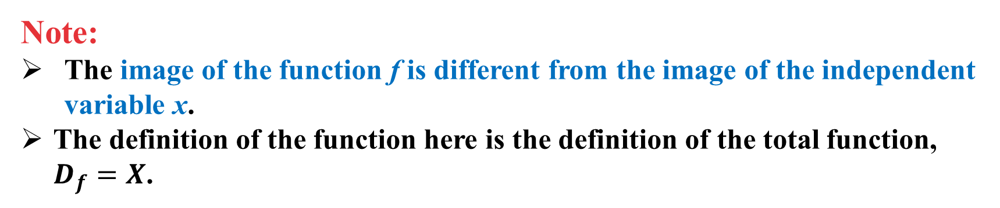 Note:
➢ The image of the function f is different from the image of the independent
variable x.
➢ The definition of the function here is the definition of the total function,
D_f = X.